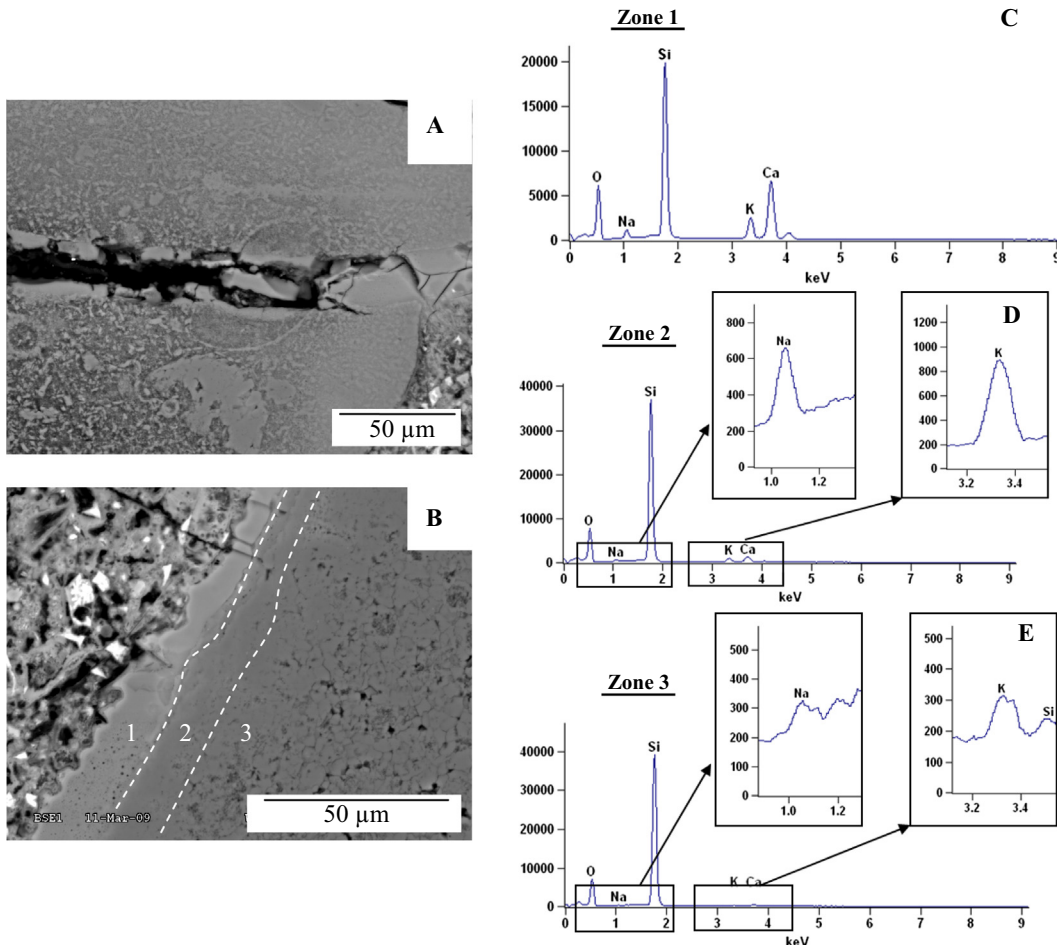 A
50 µm
B
1
2
3
BSE1 11-Mar-09
50 µm
Zone 1
C
20000
15000
10000
5000
0
O
Na
Si
K
Ca
0 1 2 3 4 5 6 7 8 9
keV
Zone 2
40000
30000
20000
10000
0
O
Na
Si
K Ca
0 1 2 3 4 5 6 7 8 9
keV
800
600
400
200
0
Na
1.0 1.2
D
1200
1000
800
600
400
200
0
K
3.2 3.4
Zone 3
40000
30000
20000
10000
0
O
Na
Si
K Ca
0 1 2 3 4 5 6 7 8 9
keV
500
400
300
200
100
0
Na
1.0 1.2
E
500
400
300
200
100
0
K
Si
3.2 3.4